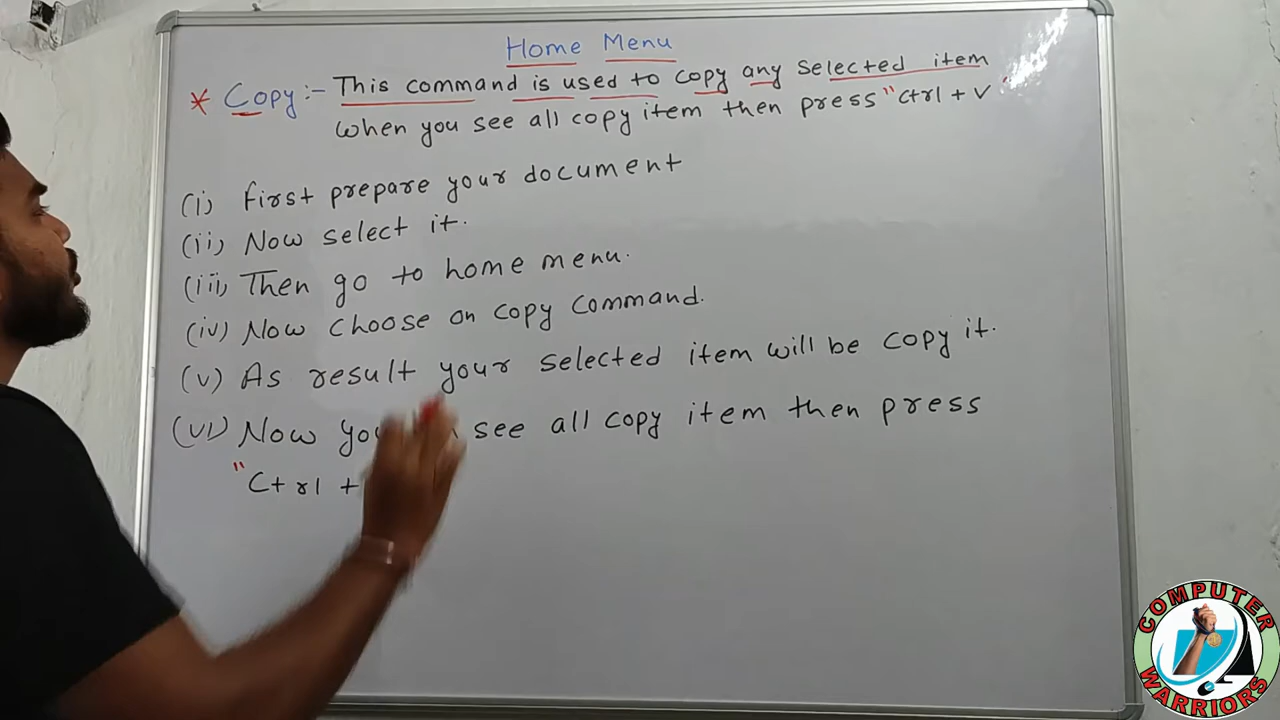 Home Menu
* Copy:- This command is used to copy any selected item
when you see all copy item then press "Ctrl + V"
(i) First prepare your document
(ii) Now select it.
(iii) Then go to home menu.
(iv) Now choose on copy command.
(v) As result your selected item will be copy it.
(vi) Now see all copy item then press
"Ctrl +
COMPUTER
WARRIORS